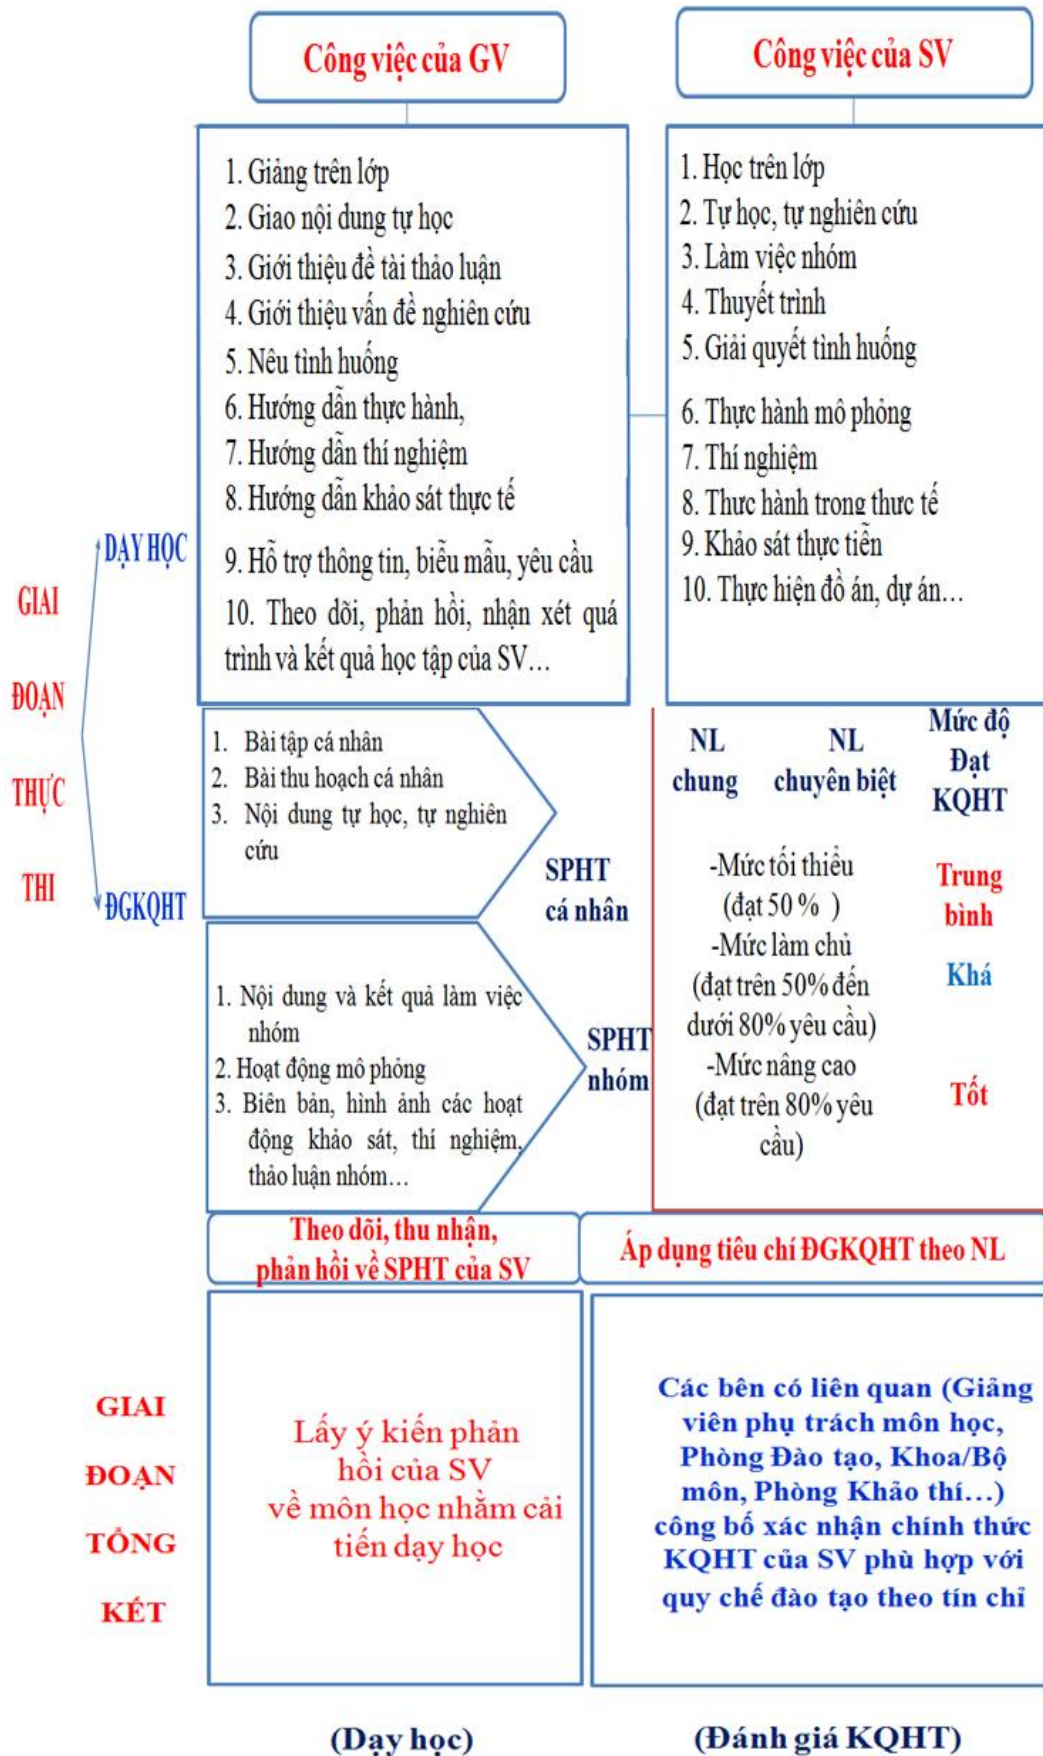 Công việc của GV
Công việc của SV
1. Giảng trên lớp
2. Giao nội dung tự học
3. Giới thiệu đề tài thảo luận
4. Giới thiệu vấn đề nghiên cứu
5. Nêu tình huống
6. Hướng dẫn thực hành,
7. Hướng dẫn thí nghiệm
8. Hướng dẫn khảo sát thực tế
9. Hỗ trợ thông tin, biểu mẫu, yêu cầu
10. Theo dõi, phản hồi, nhận xét quá
trình và kết quả học tập của SV...
1. Học trên lớp
2. Tự học, tự nghiên cứu
3. Làm việc nhóm
4. Thuyết trình
5. Giải quyết tình huống
6. Thực hành mô phỏng
7. Thí nghiệm
8. Thực hành trong thực tế
9. Khảo sát thực tiễn
10. Thực hiện đồ án, dự án...
GIAI
ĐOẠN
THỰC
THI
DẠY HỌC
ĐGKQHT
1. Bài tập cá nhân
2. Bài thu hoạch cá nhân
3. Nội dung tự học, tự nghiên
cứu
SPHT
cá nhân
1. Nội dung và kết quả làm việc
nhóm
2. Hoạt động mô phỏng
3. Biên bản, hình ảnh các hoạt
động khảo sát, thí nghiệm,
thảo luận nhóm...
SPHT
nhóm
NL
chung
NL
chuyên biệt
Mức độ
Đạt
KQHT
-Mức tối thiểu
(đạt 50 % )
-Mức làm chủ
(đạt trên 50% đến
dưới 80% yêu cầu)
-Mức nâng cao
(đạt trên 80% yêu
cầu)
Trung
bình
Khá
Tốt
Theo dõi, thu nhận,
phản hồi về SPHT của SV
Áp dụng tiêu chí ĐGKQHT theo NL
GIAI
ĐOẠN
TỔNG
KẾT
Lấy ý kiến phản
hồi của SV
về môn học nhằm cải
tiến dạy học
Các bên có liên quan (Giảng
viên phụ trách môn học,
Phòng Đào tạo, Khoa/Bộ
môn, Phòng Khảo thí...)
công bố xác nhận chính thức
KQHT của SV phù hợp với
quy chế đào tạo theo tín chỉ
(Dạy học)
(Đánh giá KQHT)